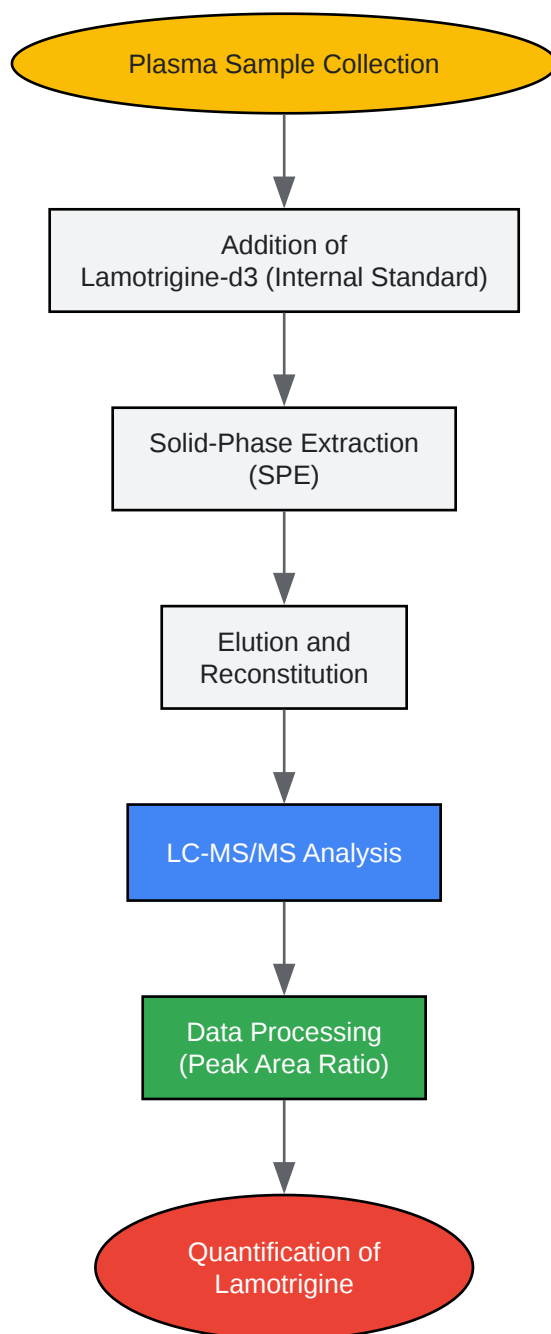 Plasma Sample Collection
Addition of
Lamotrigine-d3 (Internal Standard)
Solid-Phase Extraction
(SPE)
Elution and
Reconstitution
LC-MS/MS Analysis
Data Processing
(Peak Area Ratio)
Quantification of
Lamotrigine